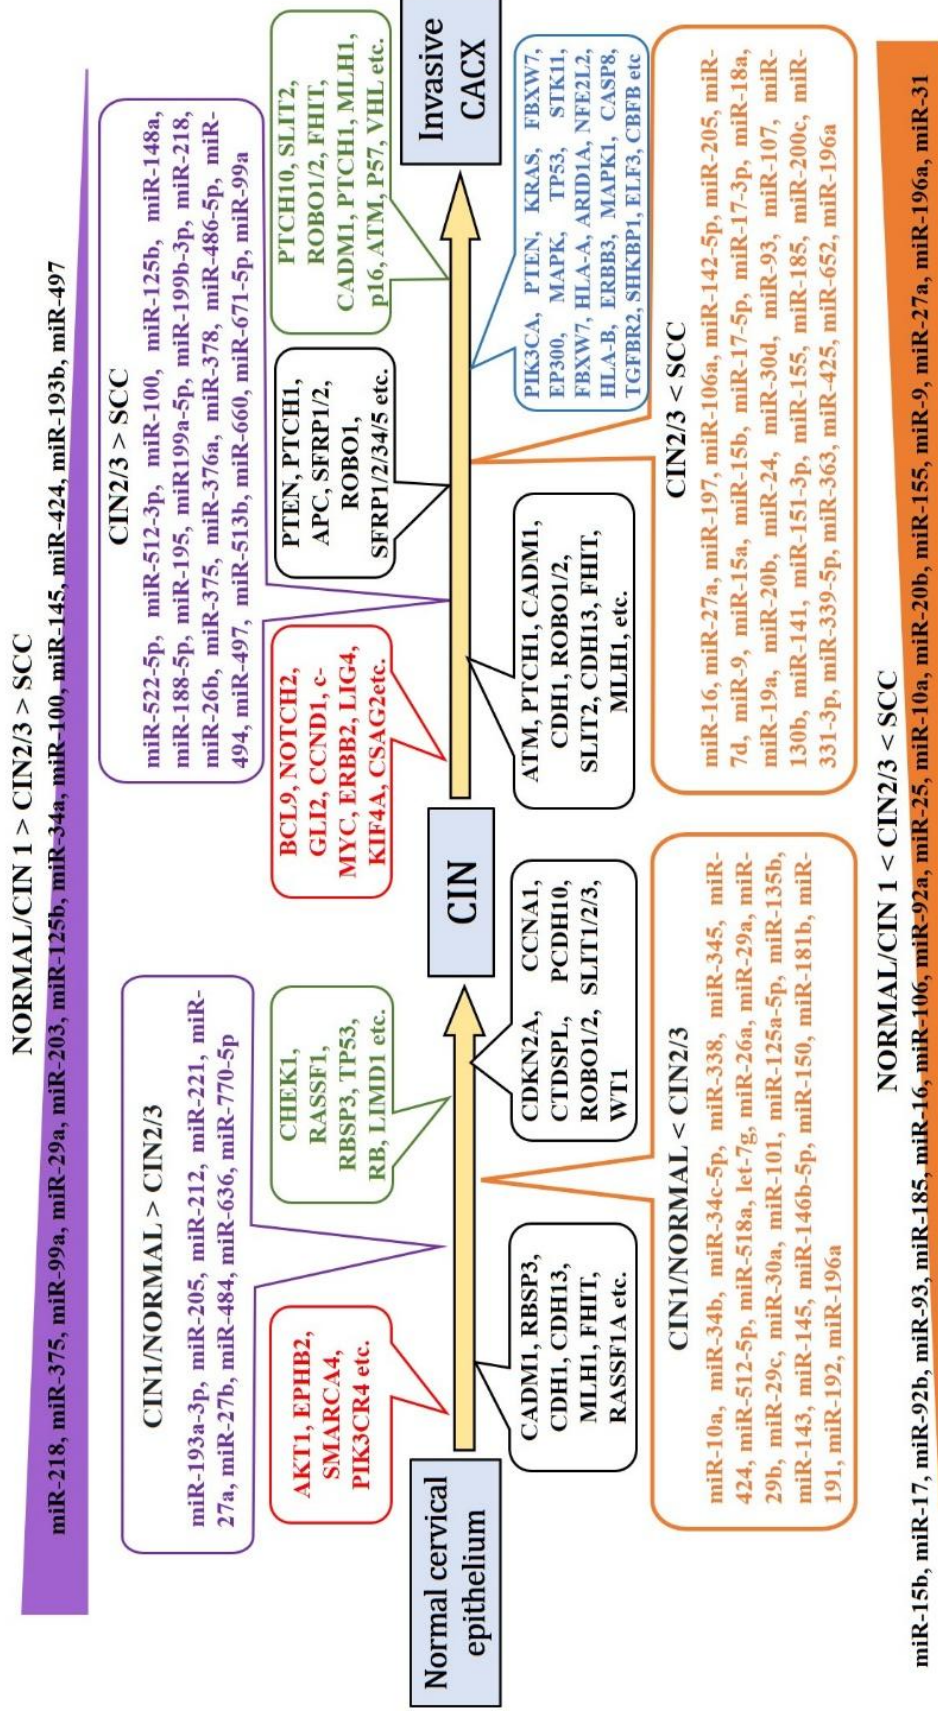 NORMAL/CIN 1 > CIN2/3 > SCC
miR-218, miR-375, miR-99a, miR-29a, miR-203, miR-125b, miR-34a, miR-100, miR-145, miR-424, miR-193b, miR-497
CIN1/NORMAL > CIN2/3
miR-193a-3p, miR-205, miR-212, miR-221, miR-
27a, miR-27b, miR-484, miR-636, miR-770-5p
CIN2/3 > SCC
miR-522-5p, miR-512-3p, miR-100, miR-125b, miR-148a,
miR-188-5p, miR-195, miR199a-5p, miR-199b-3p, miR-218,
miR-26b, miR-375, miR-376a, miR-378, miR-486-5p, miR-
494, miR-497, miR-513b, miR-660, miR-671-5p, miR-99a
AKT1, EPHB2,
SMARCA4,
PIK3CR4 etc.
CHEK1,
RASSF1,
RBSP3, TP53,
RB, LIMD1 etc.
BCL9, NOTCH2,
GLI2, CCND1, c-
MYC, ERBB2, LIG4,
KIF4A, CSAG2etc.
PTEN, PTCH1,
APC, SFRP1/2,
ROBO1,
SFRP1/2/34/5 etc.
PTCH10, SLIT2,
ROBO1/2, FHIT,
CADM1, PTCH1, MLH1,
p16, ATM, P57, VHL etc.
Normal cervical
epithelium
CIN
Invasive
CACX
CADM1, RBSP3,
CDH1, CDH13,
MLH1, FHIT,
RASSF1A etc.
CDKN2A, CCNA1,
CTDSPL, PCDH10,
ROBO1/2, SLIT1/2/3,
WT1
ATM, PTCH1, CADM1,
CDH1, ROBO1/2,
SLIT2, CDH13, FHIT,
MLH1, etc.
PIK3CA, PTEN, KRAS, FBXW7,
EP300, MAPK, TP53, STK11,
FBXW7, HLA-A, ARID1A, NFE2L2,
HLA-B, ERBB3, MAPK1, CASP8,
TGFBR2, SHKBP1, ELF3, CBFB etc
CIN1/NORMAL < CIN2/3
miR-10a, miR-34b, miR-34c-5p, miR-338, miR-345, miR-
424, miR-512-5p, miR-518a, let-7g, miR-26a, miR-29a, miR-
29b, miR-29c, miR-30a, miR-101, miR-125a-5p, miR-135b,
miR-143, miR-145, miR-146b-5p, miR-150, miR-181b, miR-
191, miR-192, miR-196a
CIN2/3 < SCC
miR-16, miR-27a, miR-197, miR-106a, miR-142-5p, miR-205, miR-
7d, miR-9, miR-15a, miR-15b, miR-17-5p, miR-17-3p, miR-18a,
miR-19a, miR-20b, miR-24, miR-30d, miR-93, miR-107, miR-
130b, miR-141, miR-151-3p, miR-155, miR-185, miR-200c, miR-
331-3p, miR-339-5p, miR-363, miR-425, miR-652, miR-196a
NORMAL/CIN 1 < CIN2/3 < SCC
miR-15b, miR-17, miR-92b, miR-93, miR-185, miR-16, miR-106, miR-92a, miR-25, miR-10a, miR-20b, miR-155, miR-9, miR-27a, miR-196a, miR-31